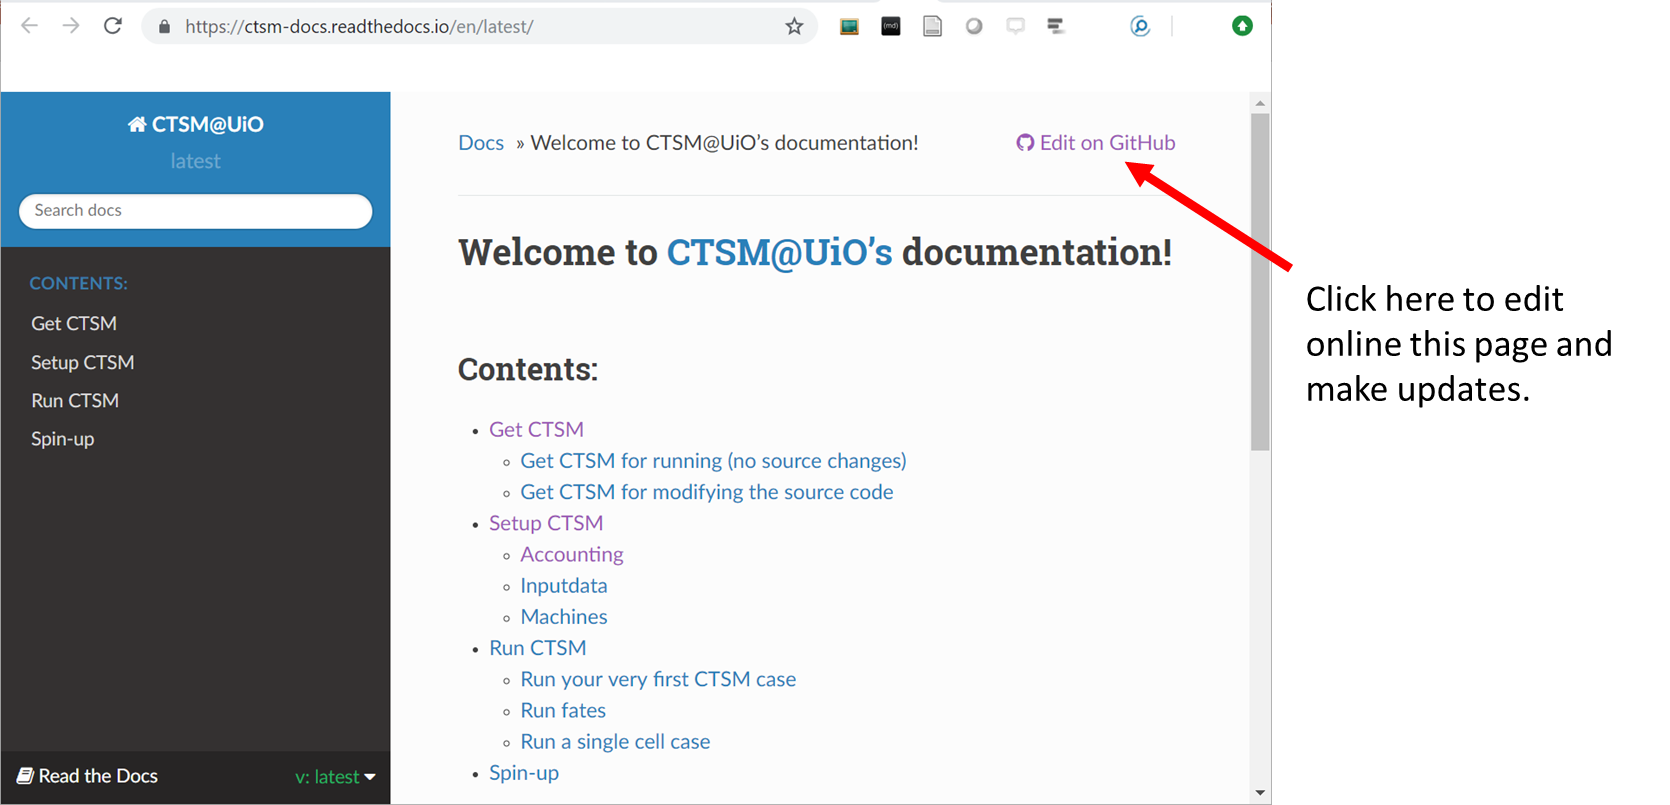 https://ctsm-docs.readthedocs.io/en/latest/
(md)
CTSM@UiO
latest
Search docs
CONTENTS:
Get CTSM
Setup CTSM
Run CTSM
Spin-up
Read the Docs
v: latest
Docs » Welcome to CTSM@UiO’s documentation!
Edit on GitHub
Welcome to CTSM@UiO’s documentation!
Contents:
• Get CTSM
◦ Get CTSM for running (no source changes)
◦ Get CTSM for modifying the source code
• Setup CTSM
◦ Accounting
◦ Inputdata
◦ Machines
• Run CTSM
◦ Run your very first CTSM case
◦ Run fates
◦ Run a single cell case
• Spin-up
Click here to edit
online this page and
make updates.